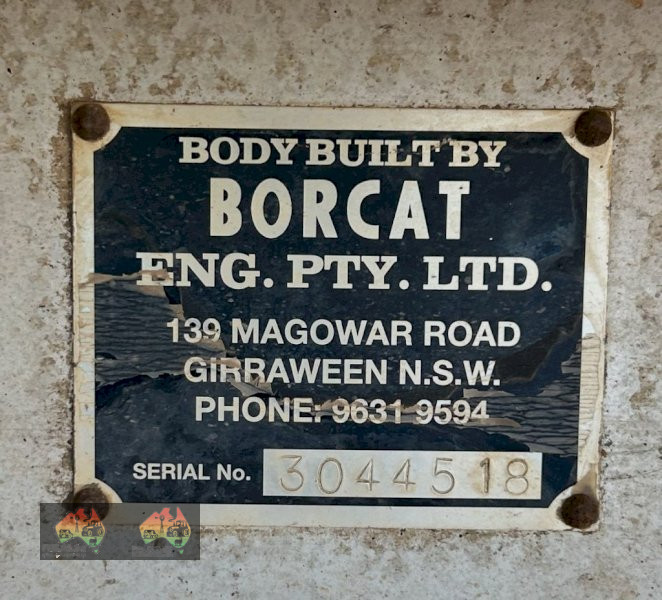 BODY BUILT BY
BORCAT
ENG. PTY. LTD.
139 MAGOWAR ROAD
GIRRAWEEN N.S.W.
PHONE: 9631 9594
SERIAL No. 3044518